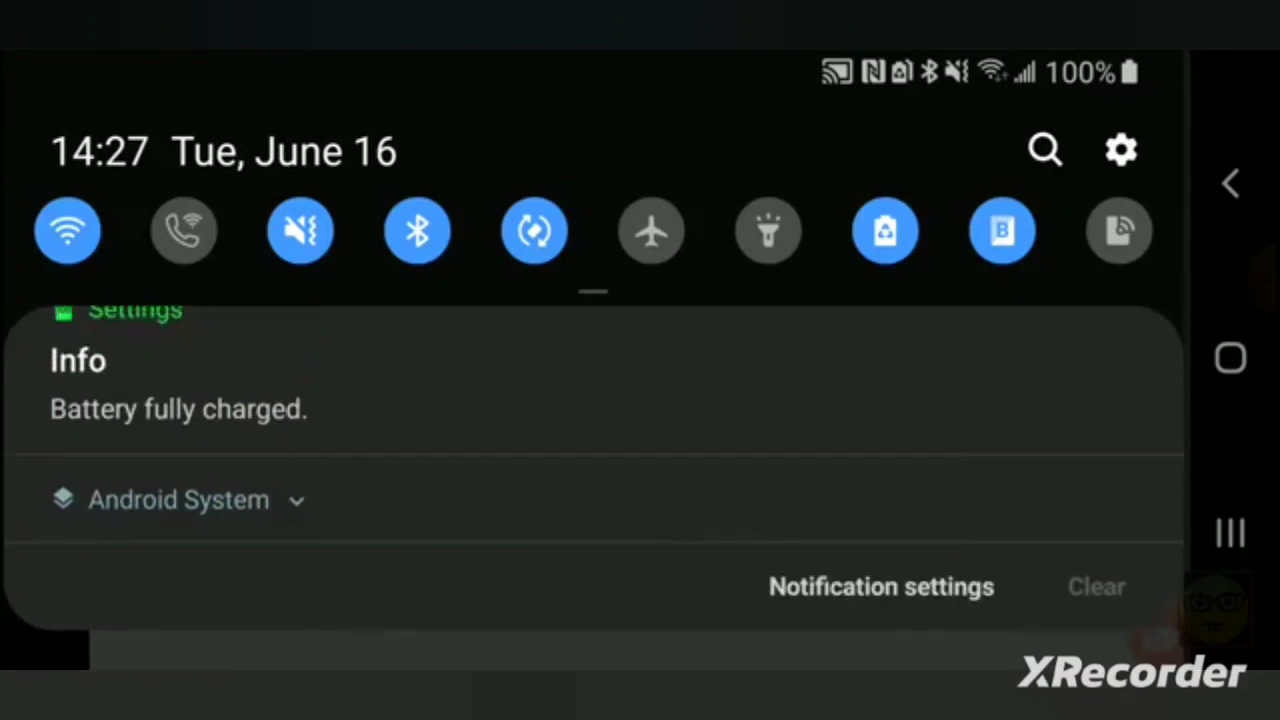 100%
14:27 Tue, June 16
Settings
Info
Battery fully charged.
Android System
Notification settings Clear
XRecorder